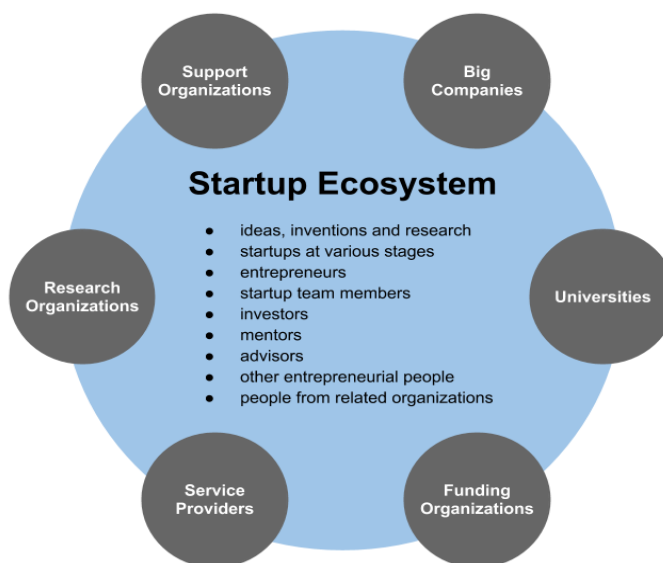 Support
Organizations
Big
Companies
Startup Ecosystem
● ideas, inventions and research
● startups at various stages
● entrepreneurs
● startup team members
● investors
● mentors
● advisors
● other entrepreneurial people
● people from related organizations
Research
Organizations
Universities
Service
Providers
Funding
Organizations